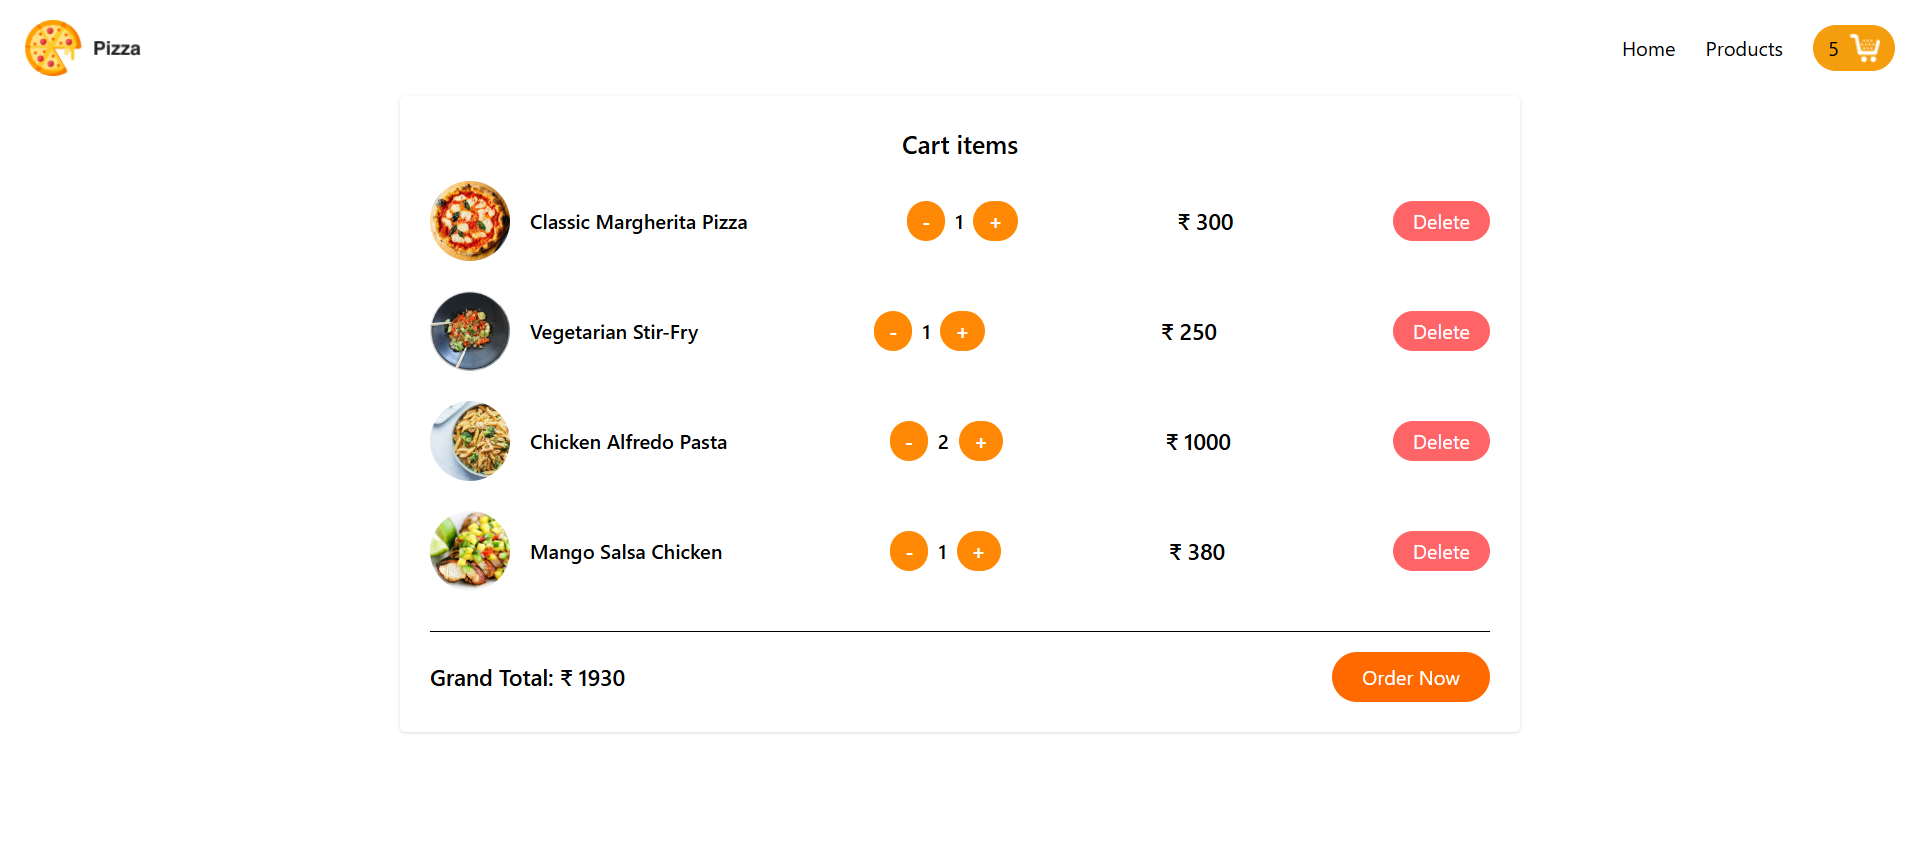 Pizza
Home Products 5
Cart items
Classic Margherita Pizza - 1 + ₹ 300 Delete
Vegetarian Stir-Fry - 1 + ₹ 250 Delete
Chicken Alfredo Pasta - 2 + ₹ 1000 Delete
Mango Salsa Chicken - 1 + ₹ 380 Delete
Grand Total: ₹ 1930 Order Now